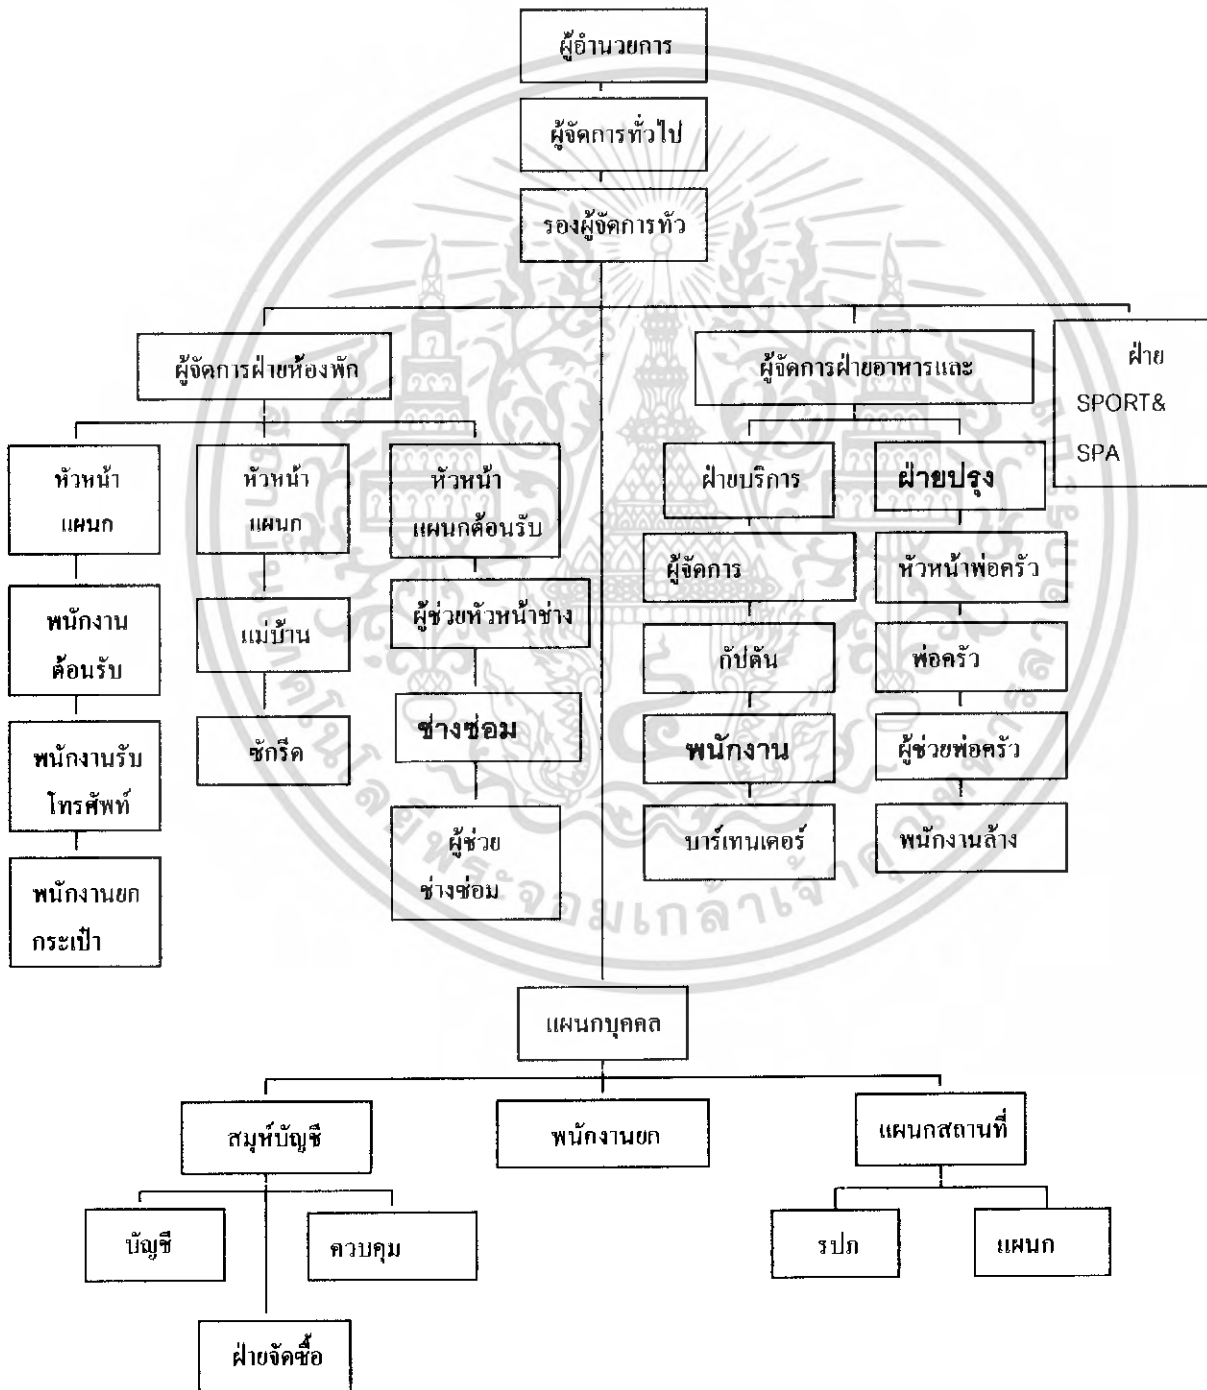 ผู้อำนวยการ
ผู้จัดการทั่วไป
รองผู้จัดการทั่ว
ผู้จัดการฝ่ายห้องพัก
ผู้จัดการฝ่ายอาหารและ
ฝ่าย
SPORT&
SPA
หัวหน้า
แผนก
หัวหน้า
แผนก
หัวหน้า
แผนกต้อนรับ
ฝ่ายบริการ
ฝ่ายปรุง
พนักงาน
ต้อนรับ
แม่บ้าน
ผู้ช่วยหัวหน้าช่าง
ผู้จัดการ
หัวหน้าพ่อครัว
พนักงานรับ
โทรศัพท์
ซักรีด
ช่างซ่อม
กัปตัน
พ่อครัว
พนักงาน
ผู้ช่วยพ่อครัว
พนักงานยก
กระเป๋า
ผู้ช่วย
ช่างซ่อม
บาร์เทนเดอร์
พนักงานล้าง
แผนกบุคคล
สมุห์บัญชี
พนักงานยก
แผนกสถานที่
บัญชี
ควบคุม
รปภ
แผนก
ฝ่ายจัดซื้อ